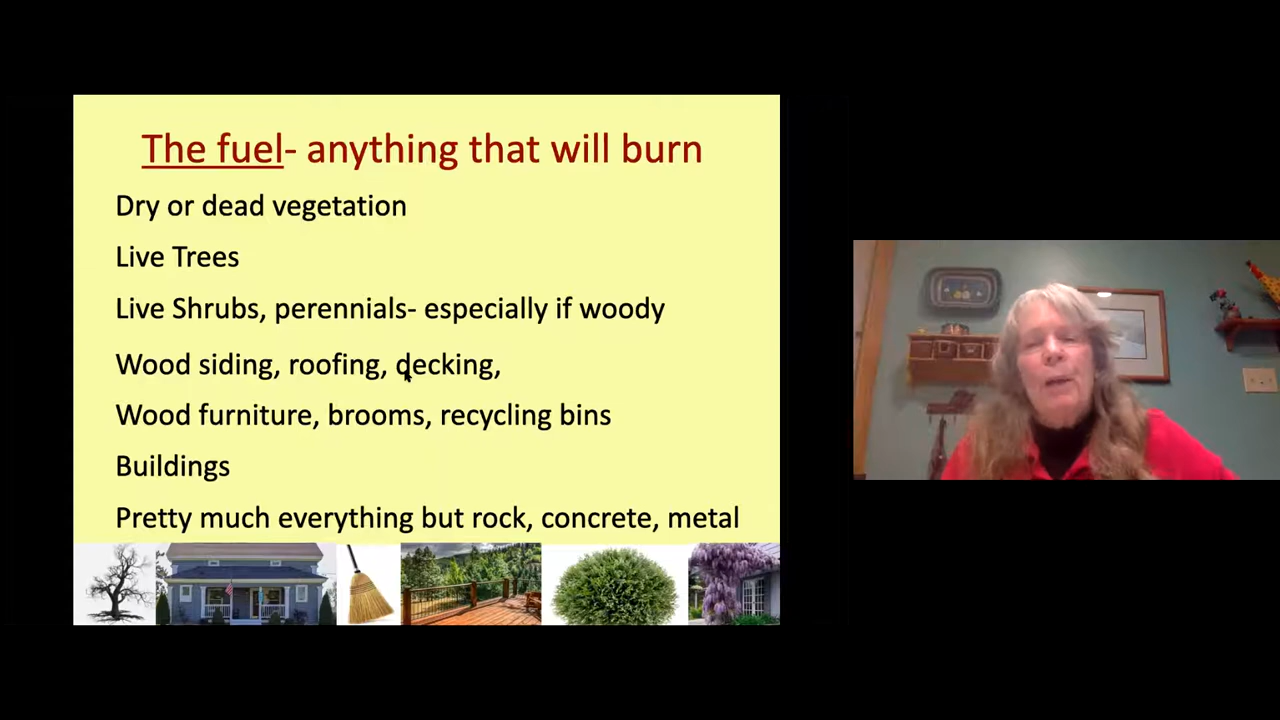 The fuel- anything that will burn
Dry or dead vegetation
Live Trees
Live Shrubs, perennials- especially if woody
Wood siding, roofing, decking,
Wood furniture, brooms, recycling bins
Buildings
Pretty much everything but rock, concrete, metal